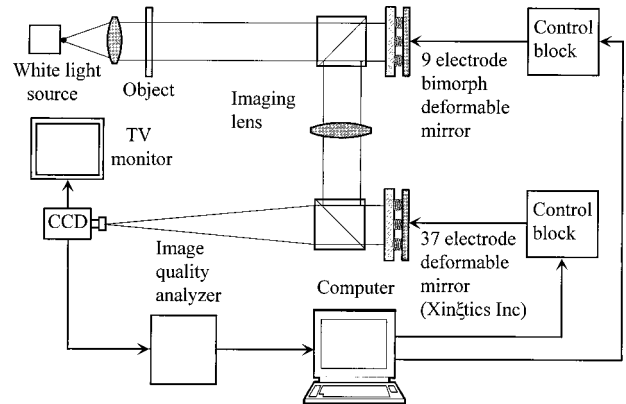 White light
source
Object
Imaging
lens
9 electrode
bimorph
deformable
mirror
Control
block
TV
monitor
CCD
Image
quality
analyzer
Computer
37 electrode
deformable
mirror
(Xinξtics Inc)
Control
block